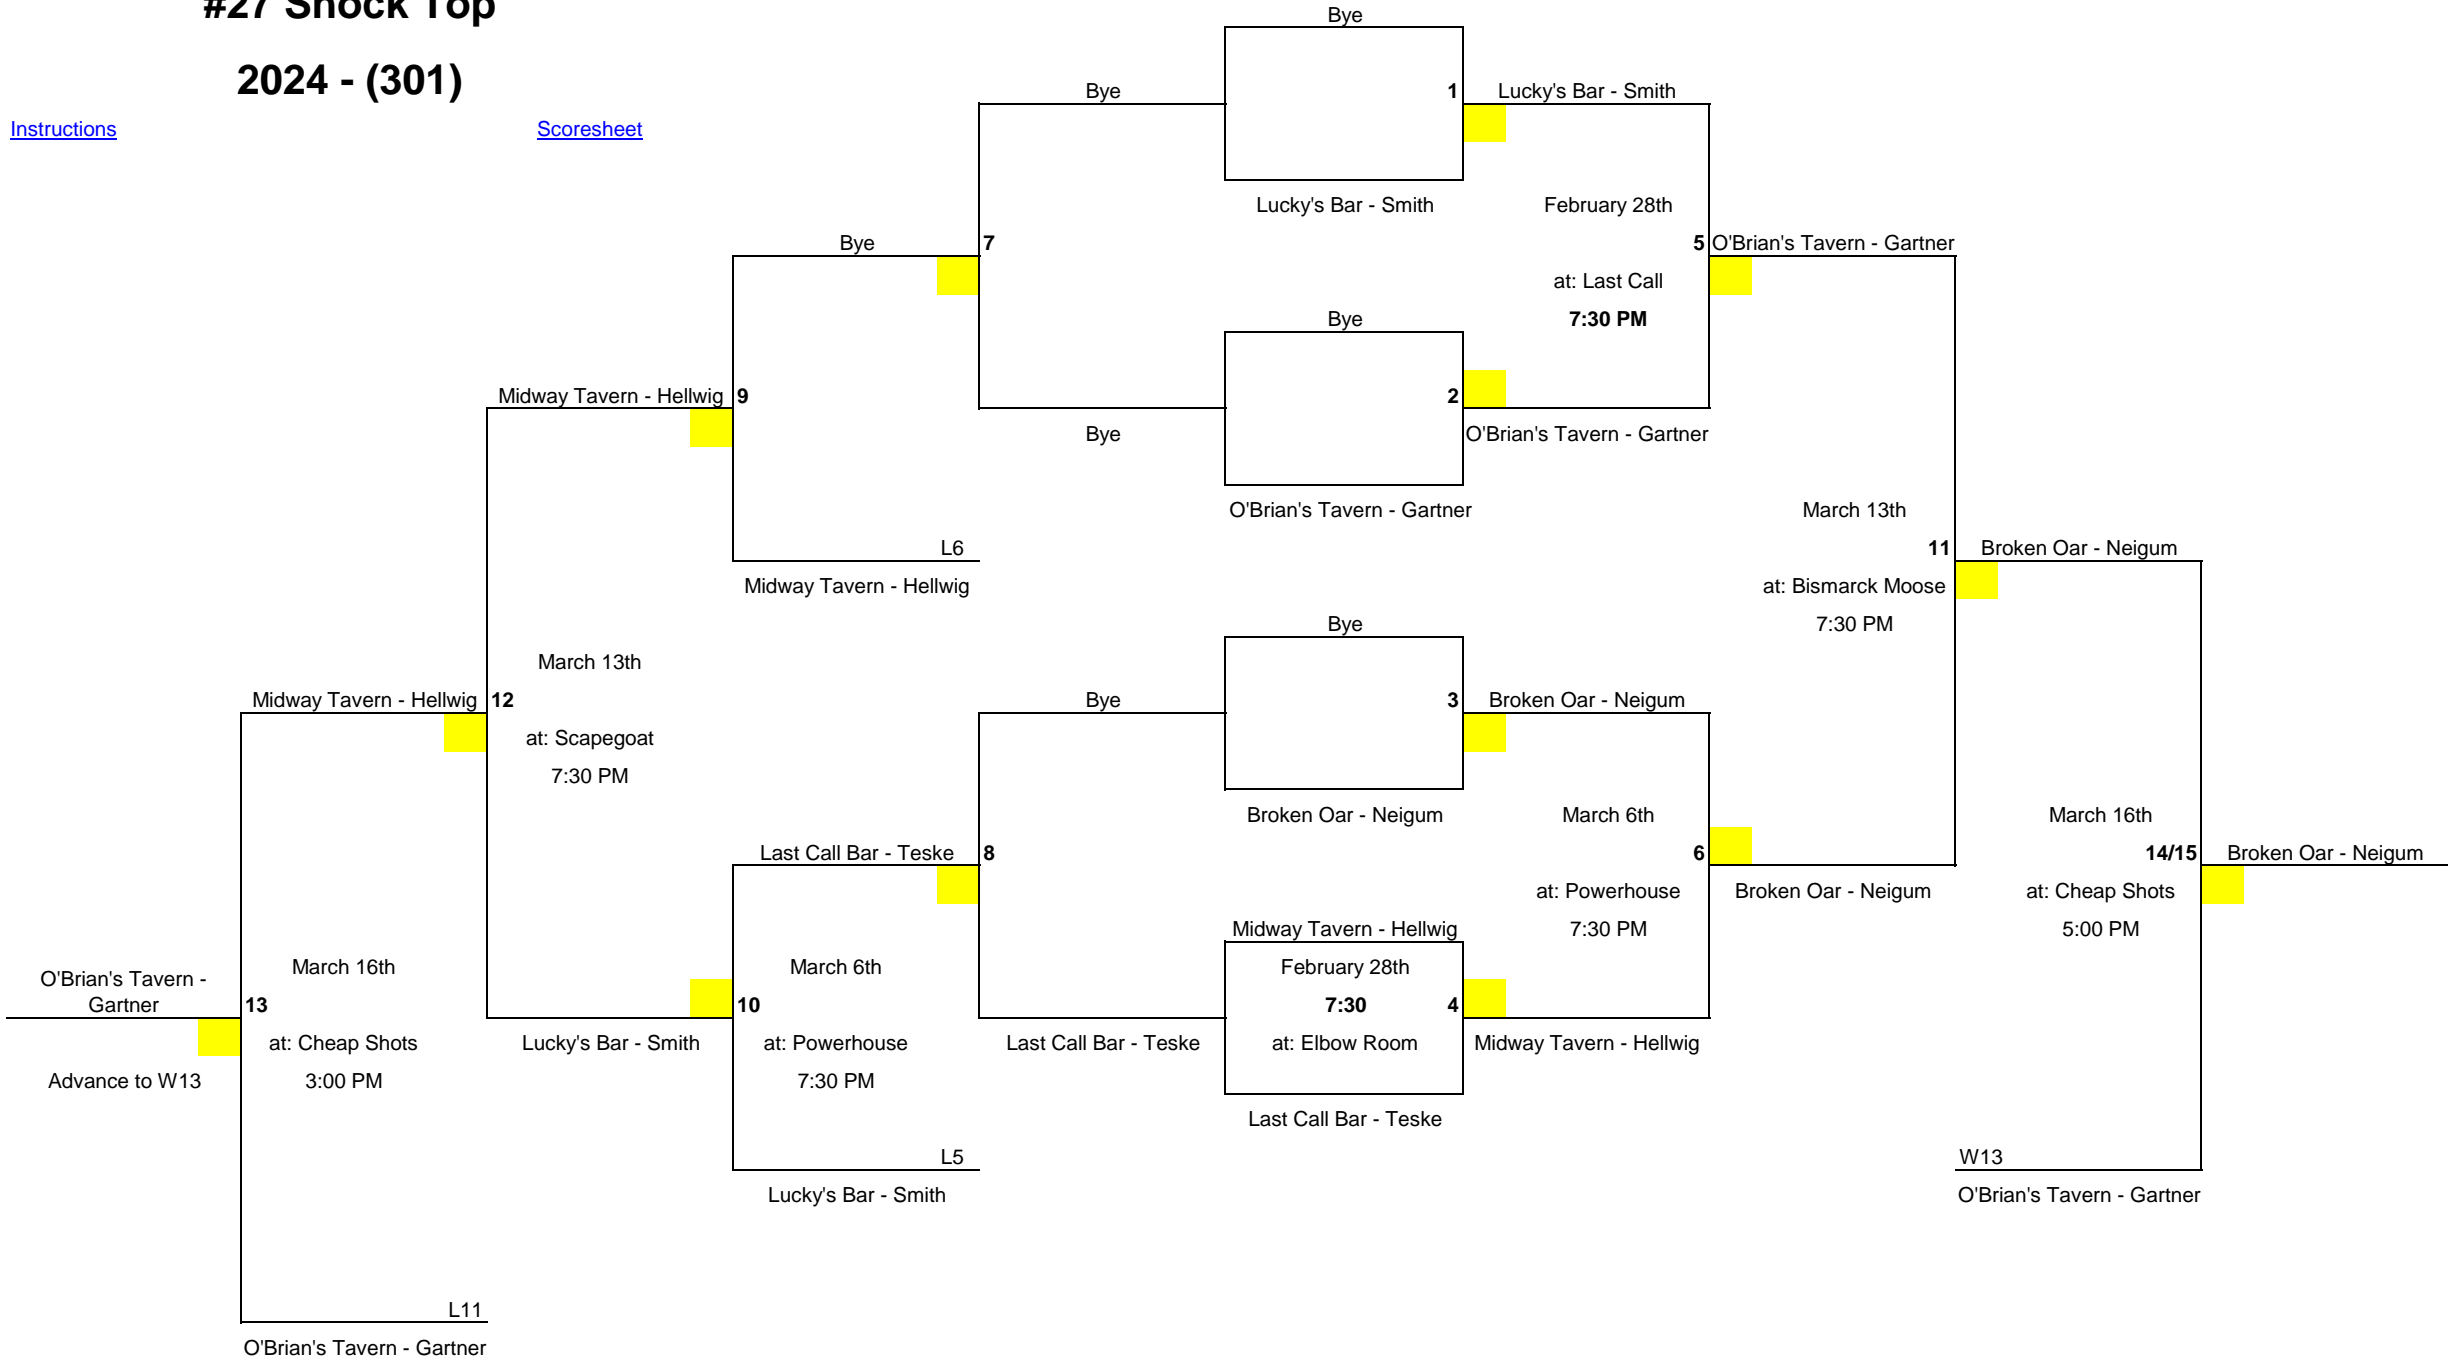 #27 Shock Top
2024 - (301)
Instructions
Scoresheet
Bye
Bye
1
Lucky's Bar - Smith
Lucky's Bar - Smith
February 28th
Bye
7
5
O'Brian's Tavern - Gartner
at: Last Call
Bye
7:30 PM
Midway Tavern - Hellwig
9
2
Bye
O'Brian's Tavern - Gartner
O'Brian's Tavern - Gartner
March 13th
L6
11
Broken Oar - Neigum
Midway Tavern - Hellwig
at: Bismarck Moose
Bye
7:30 PM
March 13th
Midway Tavern - Hellwig
12
Bye
3
Broken Oar - Neigum
at: Scapegoat
7:30 PM
Broken Oar - Neigum
March 6th
March 16th
Last Call Bar - Teske
8
6
14/15
Broken Oar - Neigum
at: Powerhouse
Broken Oar - Neigum
at: Cheap Shots
Midway Tavern - Hellwig
7:30 PM
5:00 PM
O'Brian's Tavern -
Gartner
March 16th
March 6th
February 28th
13
10
7:30
4
at: Cheap Shots
Lucky's Bar - Smith
at: Powerhouse
Last Call Bar - Teske
at: Elbow Room
Midway Tavern - Hellwig
Advance to W13
3:00 PM
7:30 PM
Last Call Bar - Teske
L5
W13
Lucky's Bar - Smith
O'Brian's Tavern - Gartner
L11
O'Brian's Tavern - Gartner